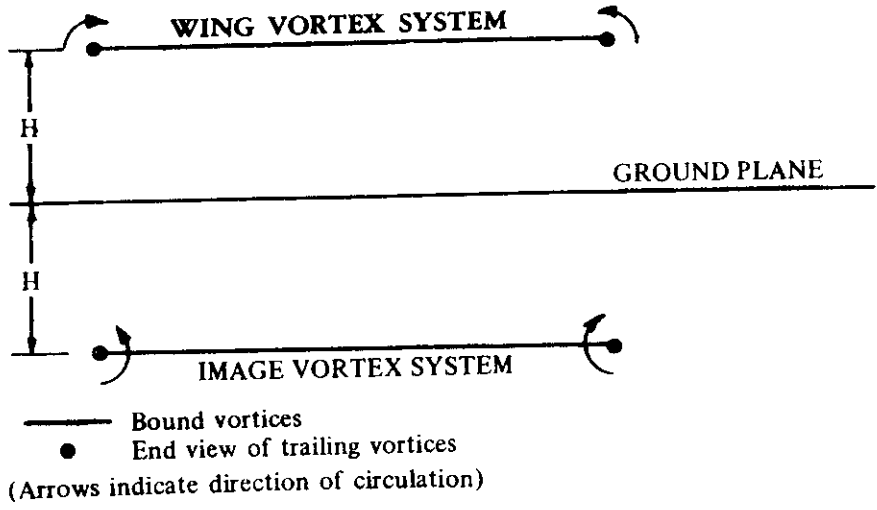 WING VORTEX SYSTEM
H
GROUND PLANE
H
IMAGE VORTEX SYSTEM
Bound vortices
End view of trailing vortices
(Arrows indicate direction of circulation)